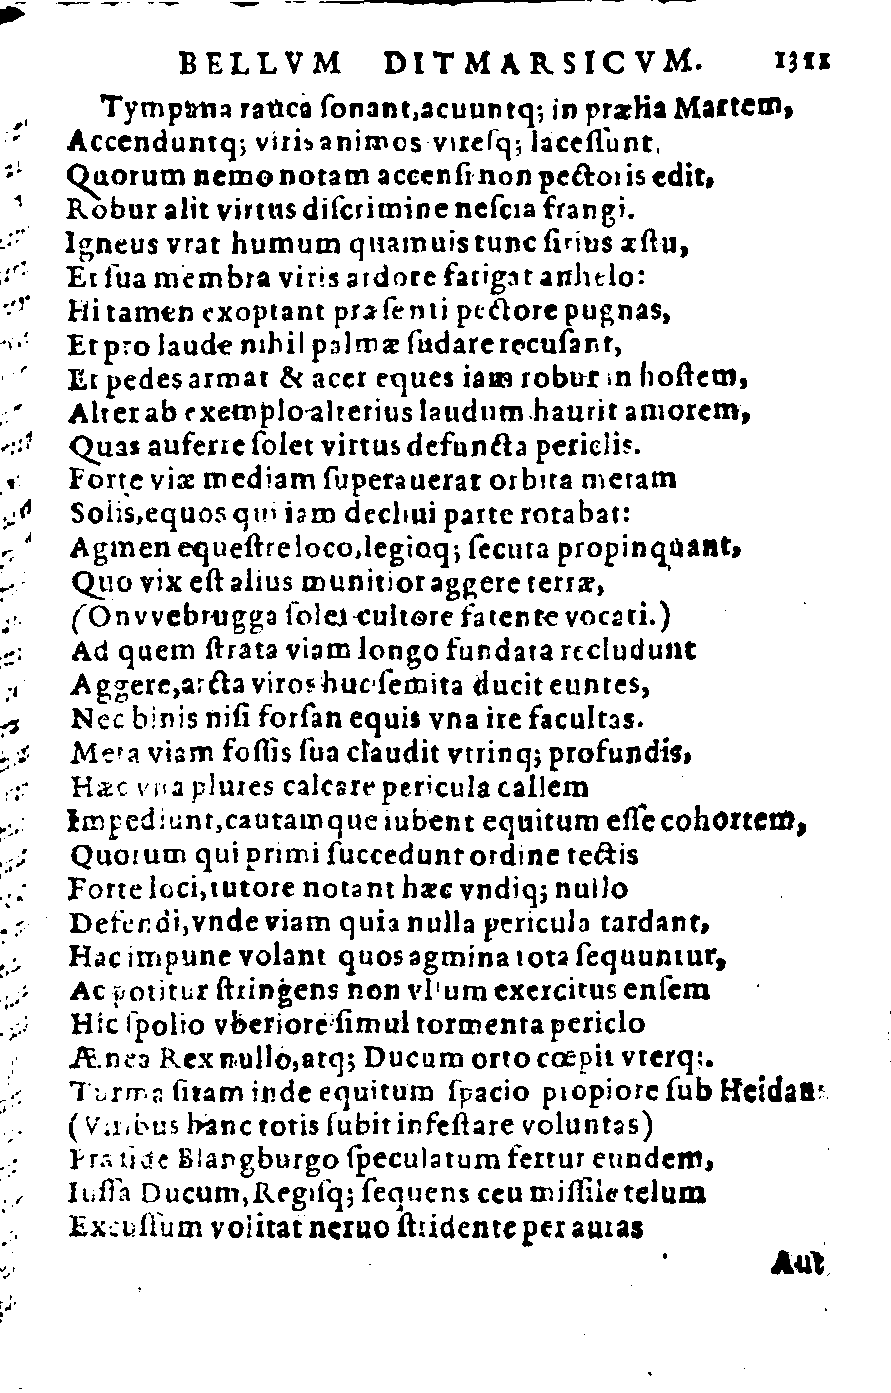 BELLVM DITMARSICVM. 1311
Tympana rauca ſonant, acuuntq; in prælia Martem,
Accenduntq; viris animos vireſq; laceſſunt,
Quorum nemo notam accenſi non pectoris edit,
Robur alit virtus diſcrimine neſcia frangi.
Igneus vrat humum quamuis tunc ſirius æſtu,
Et ſua membra viris ardore fatigat anhelo:
Hi tamen exoptant præſenti pectore pugnas,
Et pro laude nihil palmæ ſudare recuſant,
Et pedes armat & acer eques iam robur in hoſtem,
Alter ab exemplo alterius laudum haurit amorem,
Quas auferre ſolet virtus defuncta periclis.
Forte viæ mediam ſuperauerat orbita metam
Solis, equos qui iam decliui parte rotabat:
Agmen equeſtre loco, legioq; ſecuta propinquant,
Quo vix eſt alius munitior aggere terræ,
(Onvvebrugga ſolet cultore fatente vocari.)
Ad quem ſtrata viam longo fundata recludunt
Aggere, arcta viros huc ſemita ducit euntes,
Nec binis niſi forſan equis vna ire facultas.
Meta viam foſſis ſua claudit vtrinq; profundis,
Hæc vna plures calcare pericula callem
Impediunt, cautamque iubent equitum eſſe cohortem,
Quorum qui primi ſuccedunt ordine tectis
Forte loci, tutore notant hæc vndiq; nullo
Defendi, vnde viam quia nulla pericula tardant,
Hac impune volant quos agmina tota ſequuntur,
Ac potitur ſtringens non vllum exercitus enſem
Hic ſpolio vberiore ſimul tormenta periclo
Ænea Rex nullo, atq; Ducum orto cœpit vterq;.
Turma ſitam inde equitum ſpacio propiore ſub Heidam
(Viribus hanc totis ſubit infeſtare voluntas)
Blangburgo ſpeculatum fertur eundem,
Iuſſa Ducum, Regiſq; ſequens ceu miſſile telum
Excuſſum volitat neruo ſtridente per auras
Aut